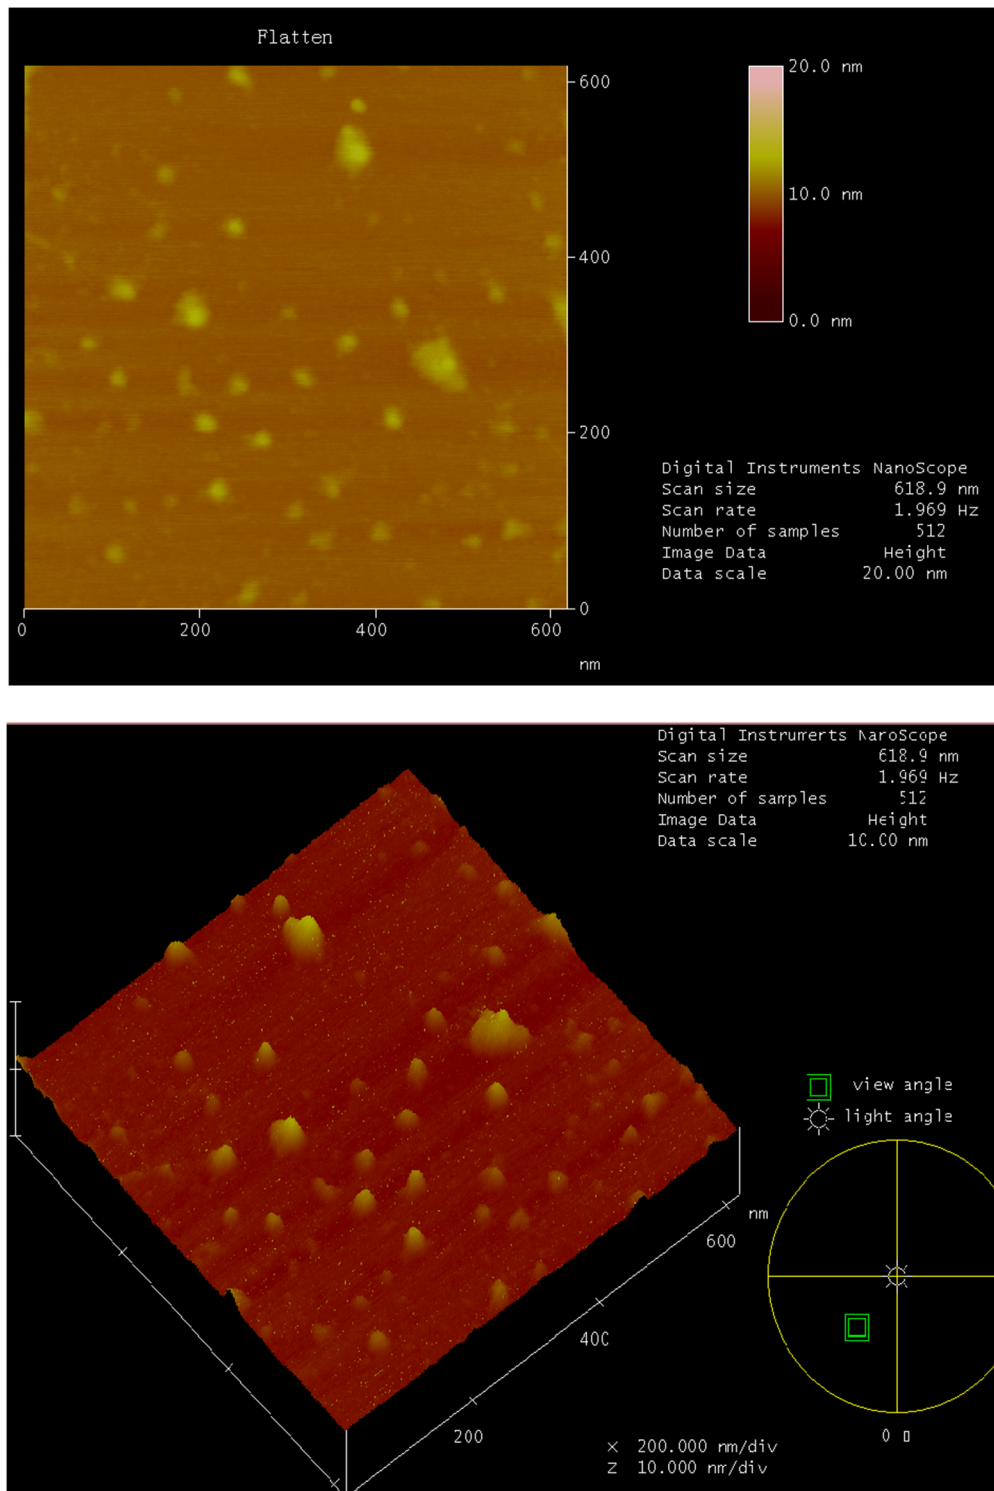 Flatten
20.0 nm
600
10.0 nm
400
0.0 nm
200
Digital Instruments NanoScope
Scan size 618.9 nm
Scan rate 1.969 Hz
Number of samples 512
Image Data Height
Data scale 20.00 nm
0
0 200 400 600
nm
Digital Instruments NanoScope
Scan size 618.9 nm
Scan rate 1.969 Hz
Number of samples 512
Image Data Height
Data scale 10.00 nm
view angle
light angle
nm
600
400
200
0
X 200.000 nm/div
Z 10.000 nm/div